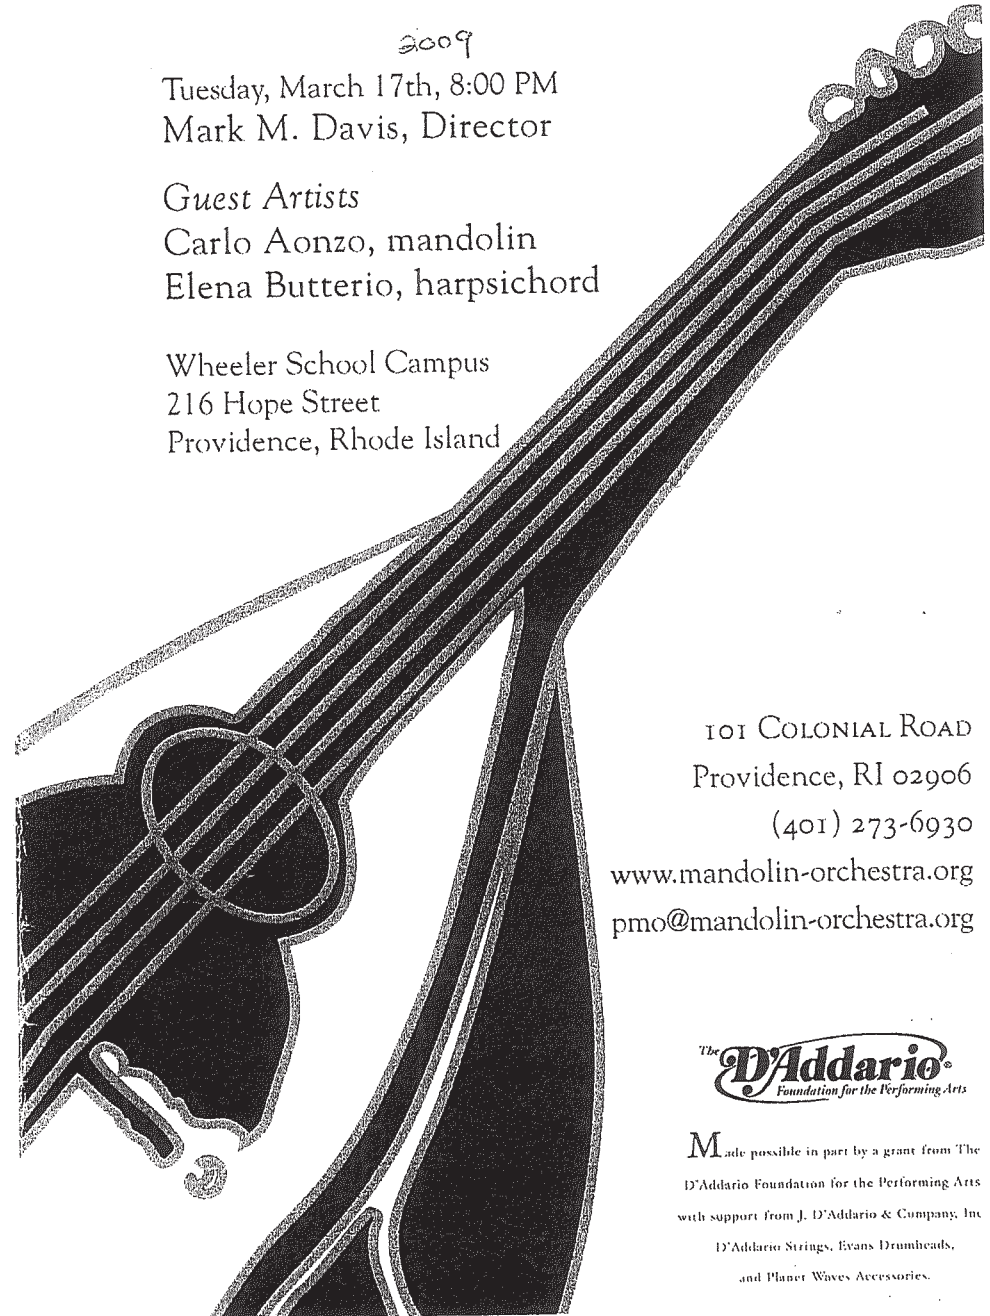 2009
Tuesday, March 17th, 8:00 PM
Mark M. Davis, Director
Guest Artists
Carlo Aonzo, mandolin
Elena Butterio, harpsichord
Wheeler School Campus
216 Hope Street
Providence, Rhode Island
101 COLONIAL ROAD
Providence, RI 02906
(401) 273-6930
www.mandolin-orchestra.org
pmo@mandolin-orchestra.org
The D'Addario®
Foundation for the Performing Arts
Made possible in part by a grant from The
D'Addario Foundation for the Performing Arts
with support from J. D'Addario & Company, Inc
D'Addario Strings, Evans Drumheads,
and Planet Waves Accessories.